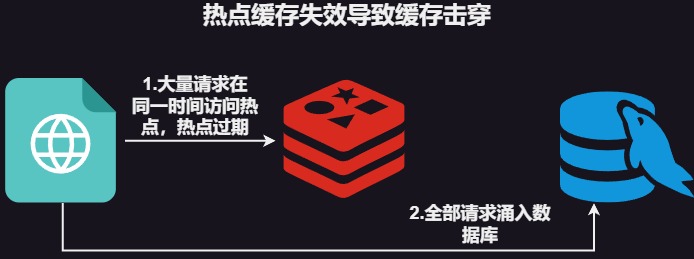 热点缓存失效导致缓存击穿
1.大量请求在
同一时间访问热
点，热点过期
2.全部请求涌入数
据库